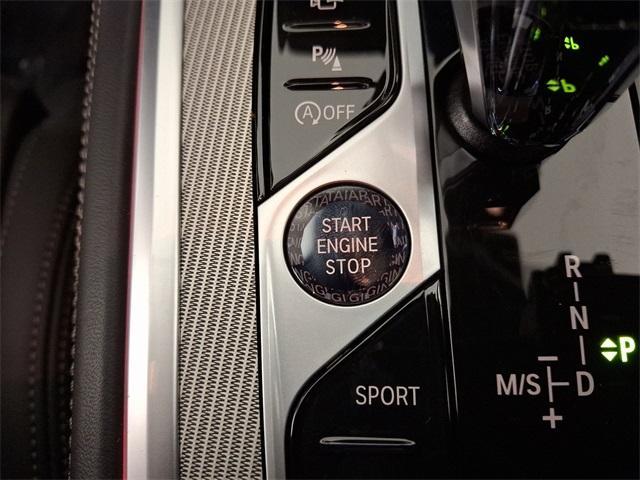 P
A OFF
START
ENGINE
STOP
SPORT
R
N
P
M/S
D